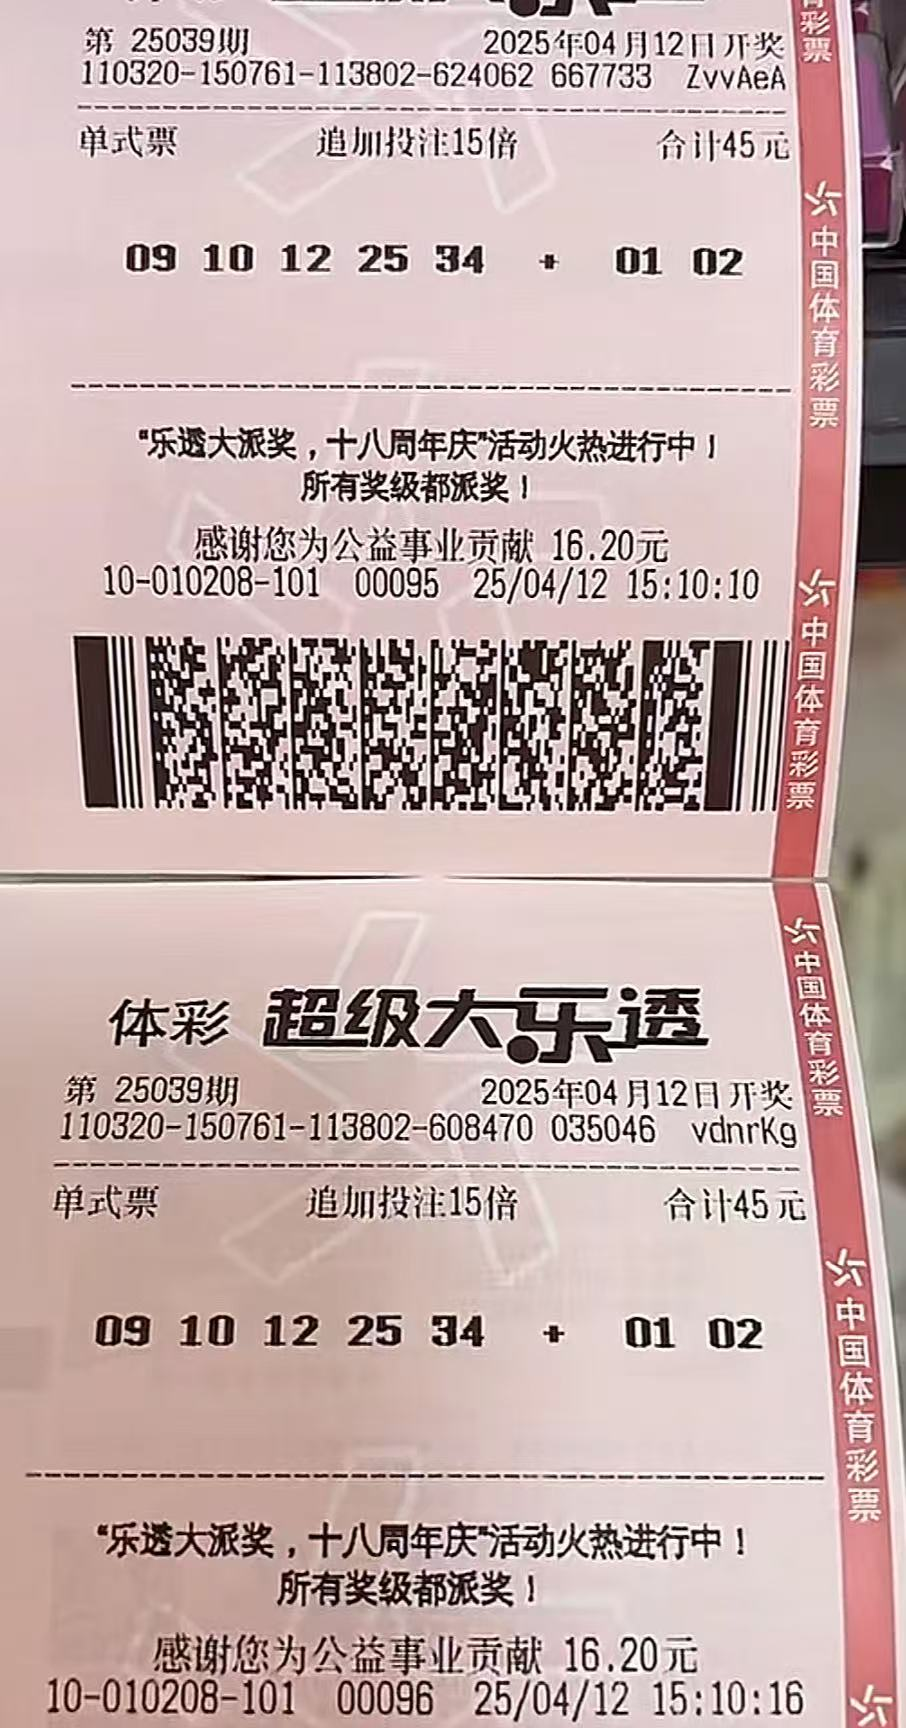 第 25039期 2025年04月12日开奖
110320-150761-113802-624062 667733 ZvvAeA
单式票 追加投注15倍 合计45元
09 10 12 25 34 + 01 02
“乐透大派奖，十八周年庆”活动火热进行中！
所有奖级都派奖！
感谢您为公益事业贡献 16.20元
10-010208-101 00095 25/04/12 15:10:10
育彩票
中国体育彩票
中国体育彩票
体彩 超级大乐透
第 25039期 2025年04月12日开奖
110320-150761-113802-608470 035046 vdnrKg
单式票 追加投注15倍 合计45元
09 10 12 25 34 + 01 02
“乐透大派奖，十八周年庆”活动火热进行中！
所有奖级都派奖！
感谢您为公益事业贡献 16.20元
10-010208-101 00096 25/04/12 15:10:16
中国体育彩票
中国体育彩票